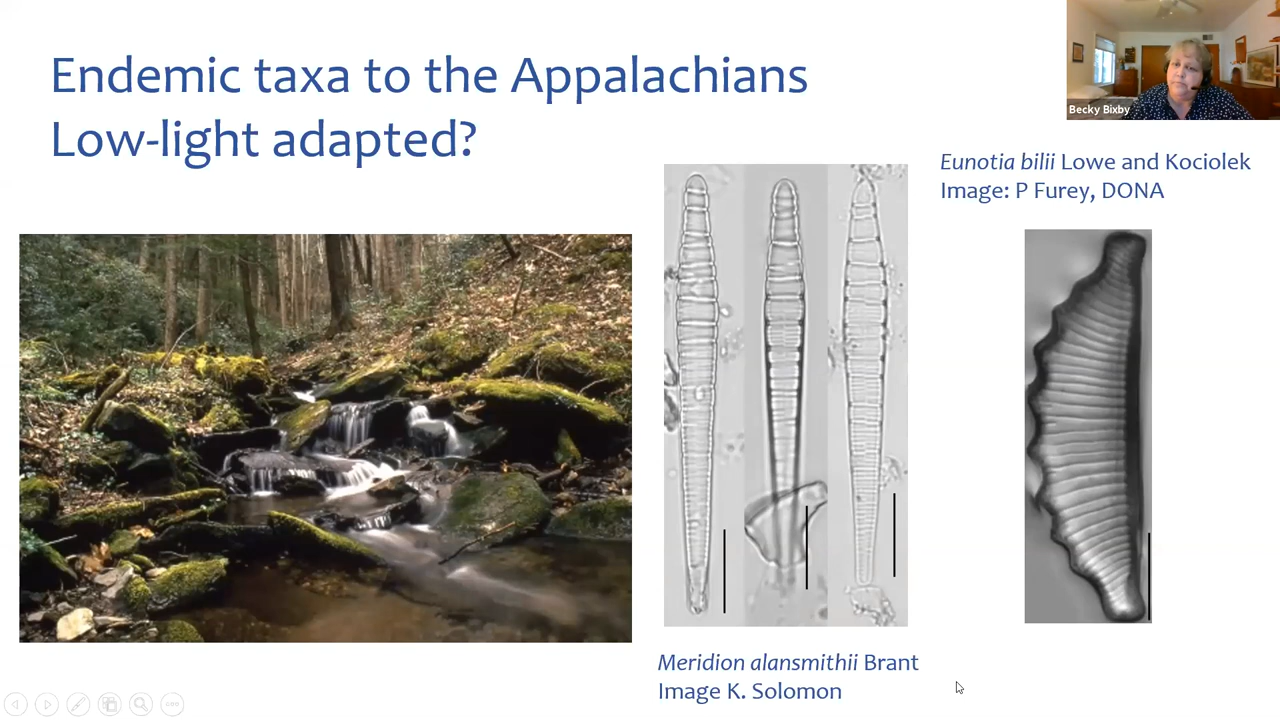 Endemic taxa to the Appalachians
Low-light adapted?
Becky Bixby
Eunotia bilii Lowe and Kociolek
Image: P Furey, DONA
Meridion alansmithii Brant
Image K. Solomon